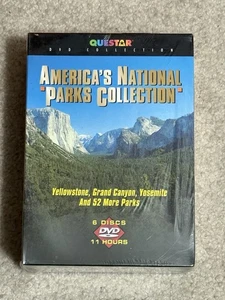 QUESTAR
DVD COLLECTION
AMERICA'S NATIONAL
PARKS COLLECTION
Yellowstone, Grand Canyon, Yosemite
And 52 More Parks
6 DISCS
DVD
11 HOURS